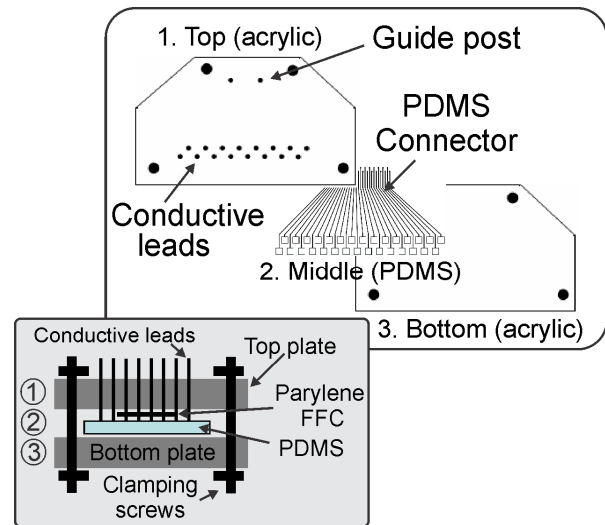 1. Top (acrylic)
Guide post
PDMS
Connector
Conductive
leads
2. Middle (PDMS)
3. Bottom (acrylic)
Conductive leads
Top plate
①
Parylene
FFC
②
PDMS
③
Bottom plate
Clamping
screws